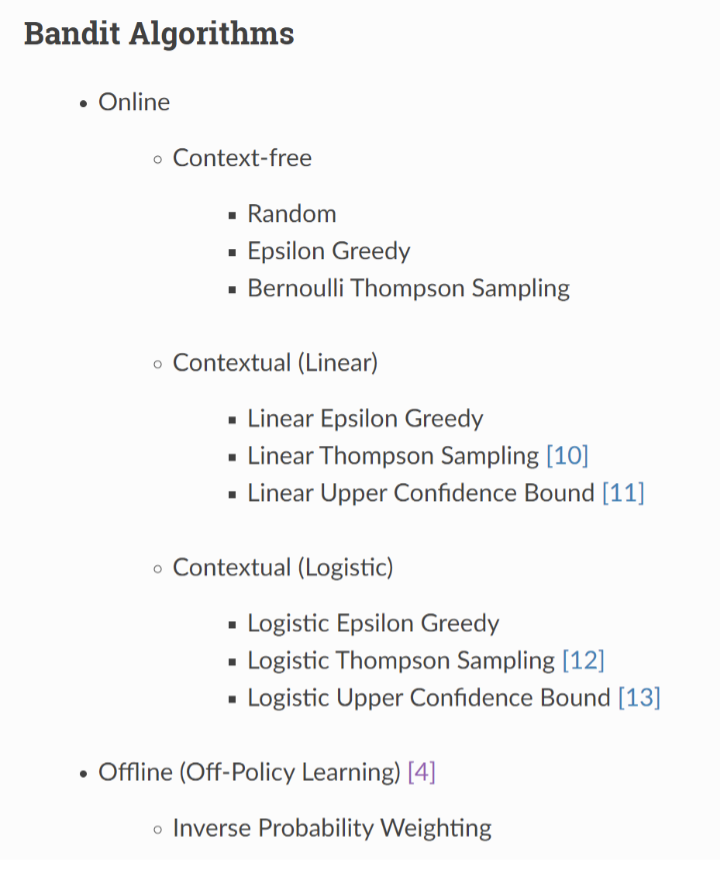 Bandit Algorithms
Online
Context-free
Random
Epsilon Greedy
Bernoulli Thompson Sampling
Contextual (Linear)
Linear Epsilon Greedy
Linear Thompson Sampling [10]
Linear Upper Confidence Bound [11]
Contextual (Logistic)
Logistic Epsilon Greedy
Logistic Thompson Sampling [12]
Logistic Upper Confidence Bound [13]
Offline (Off-Policy Learning) [4]
Inverse Probability Weighting